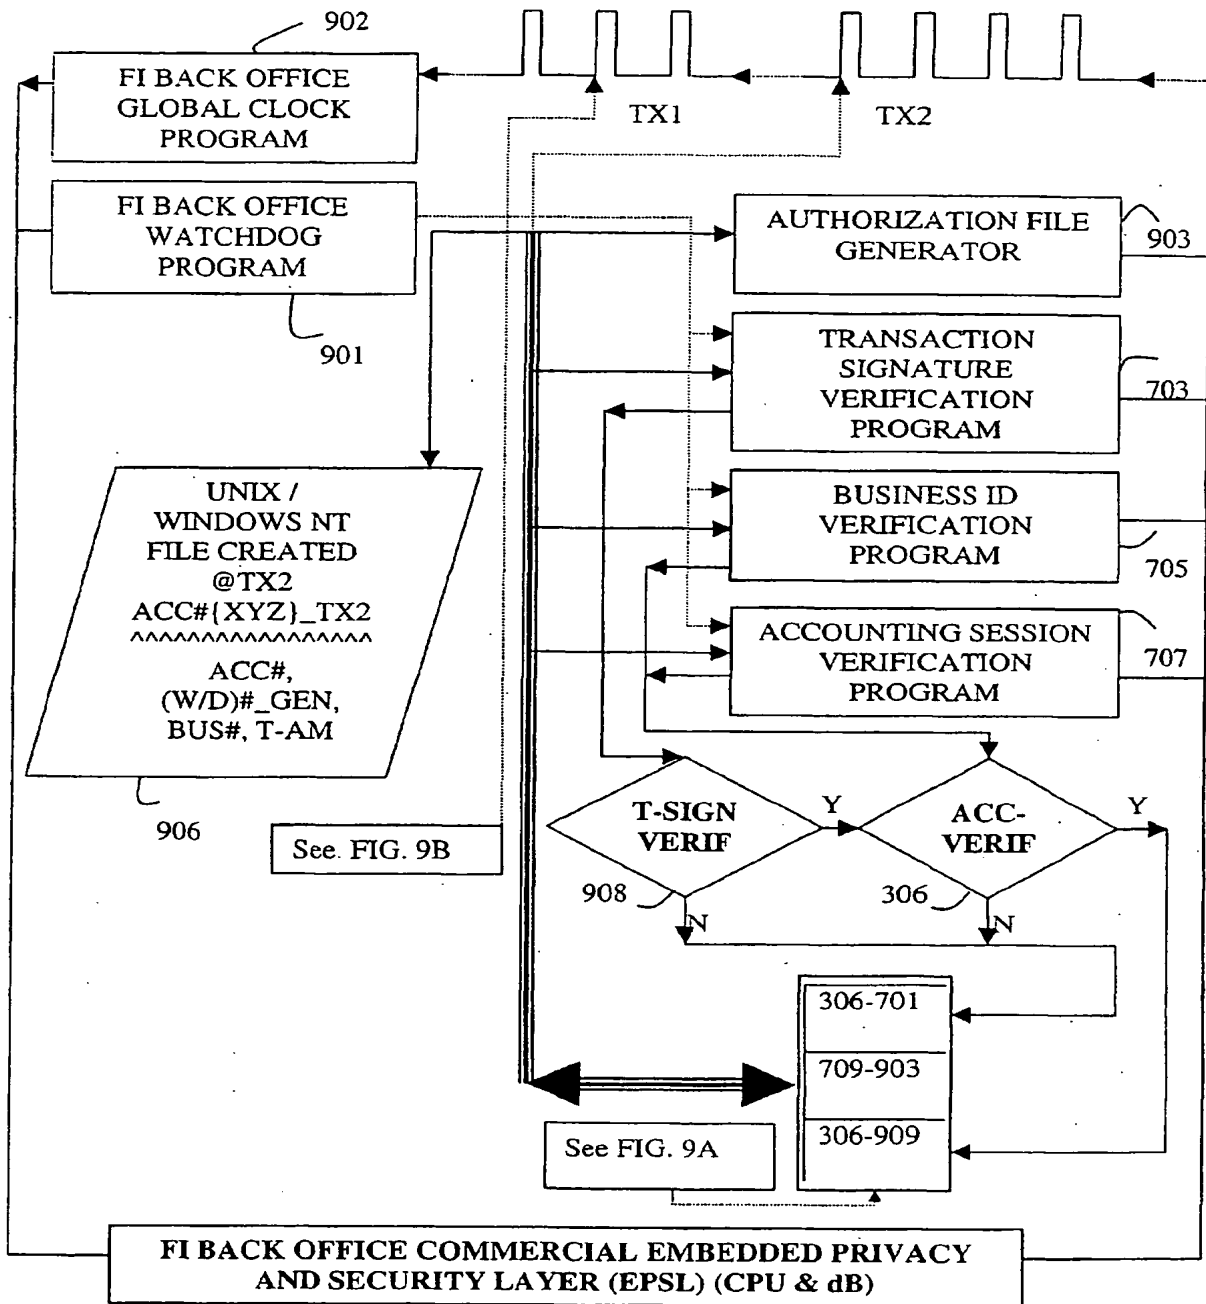 902
FI BACK OFFICE
GLOBAL CLOCK
PROGRAM
TX1
TX2
FI BACK OFFICE
WATCHDOG
PROGRAM
901
AUTHORIZATION FILE
GENERATOR
903
TRANSACTION
SIGNATURE
VERIFICATION
PROGRAM
703
UNIX /
WINDOWS NT
FILE CREATED
@TX2
ACC#{XYZ}_TX2
^^^^^^^^^^^^^^^^^
ACC#,
(W/D)#_GEN,
BUS#, T-AM
906
BUSINESS ID
VERIFICATION
PROGRAM
705
ACCOUNTING SESSION
VERIFICATION
PROGRAM
707
See. FIG. 9B
T-SIGN
VERIF
Y
ACC-
VERIF
Y
908
N
306
N
306-701
709-903
306-909
See FIG. 9A
FI BACK OFFICE COMMERCIAL EMBEDDED PRIVACY
AND SECURITY LAYER (EPSL) (CPU & dB)